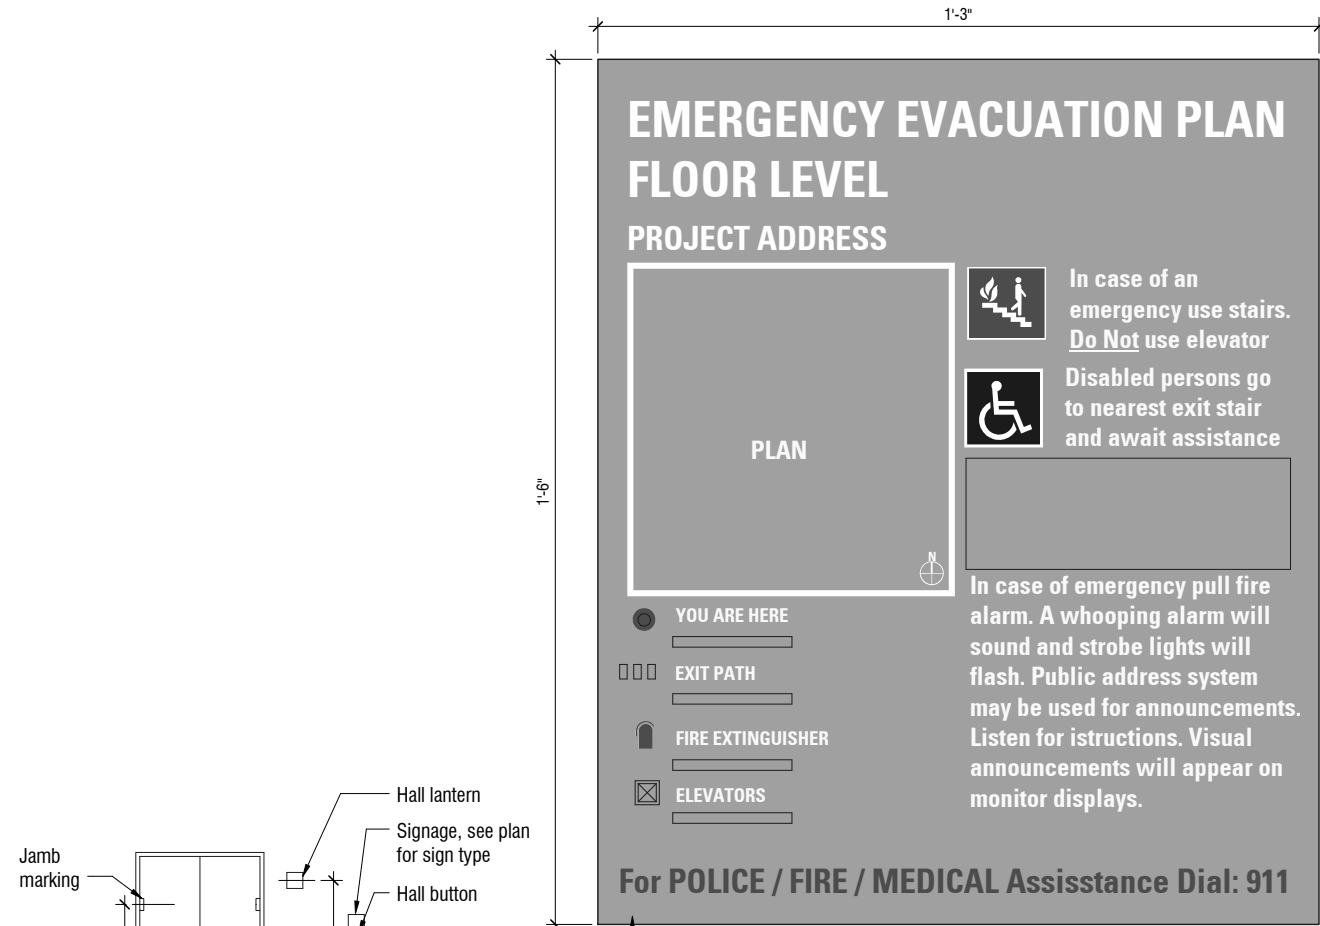 1'-3"
1'-6"
EMERGENCY EVACUATION PLAN
FLOOR LEVEL
PROJECT ADDRESS
PLAN
N
In case of an
emergency use stairs.
Do Not use elevator
Disabled persons go
to nearest exit stair
and await assistance
YOU ARE HERE
EXIT PATH
FIRE EXTINGUISHER
ELEVATORS
In case of emergency pull fire
alarm. A whooping alarm will
sound and strobe lights will
flash. Public address system
may be used for announcements.
Listen for istructions. Visual
announcements will appear on
monitor displays.
For POLICE / FIRE / MEDICAL Assisstance Dial: 911
Hall lantern
Signage, see plan
for sign type
Hall button
Jamb
marking